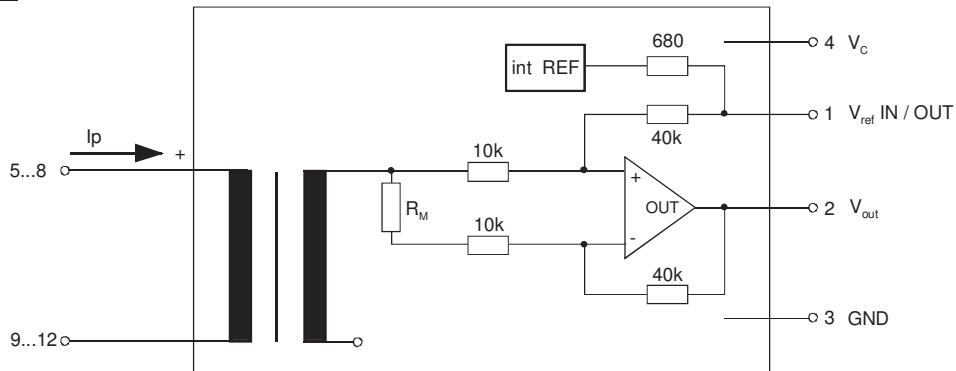 680
4 V_C
int REF
1 V_ref IN / OUT
40k
Ip
+
10k
5...8
+
OUT
2 V_out
R_M
10k
-
40k
3 GND
9...12